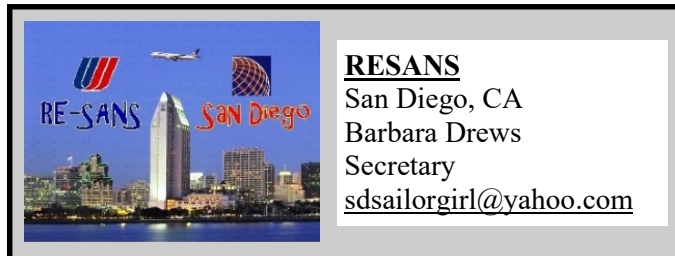 RE-SANS
San Diego
RESANS
San Diego, CA
Barbara Drews
Secretary
sdsailorgirl@yahoo.com